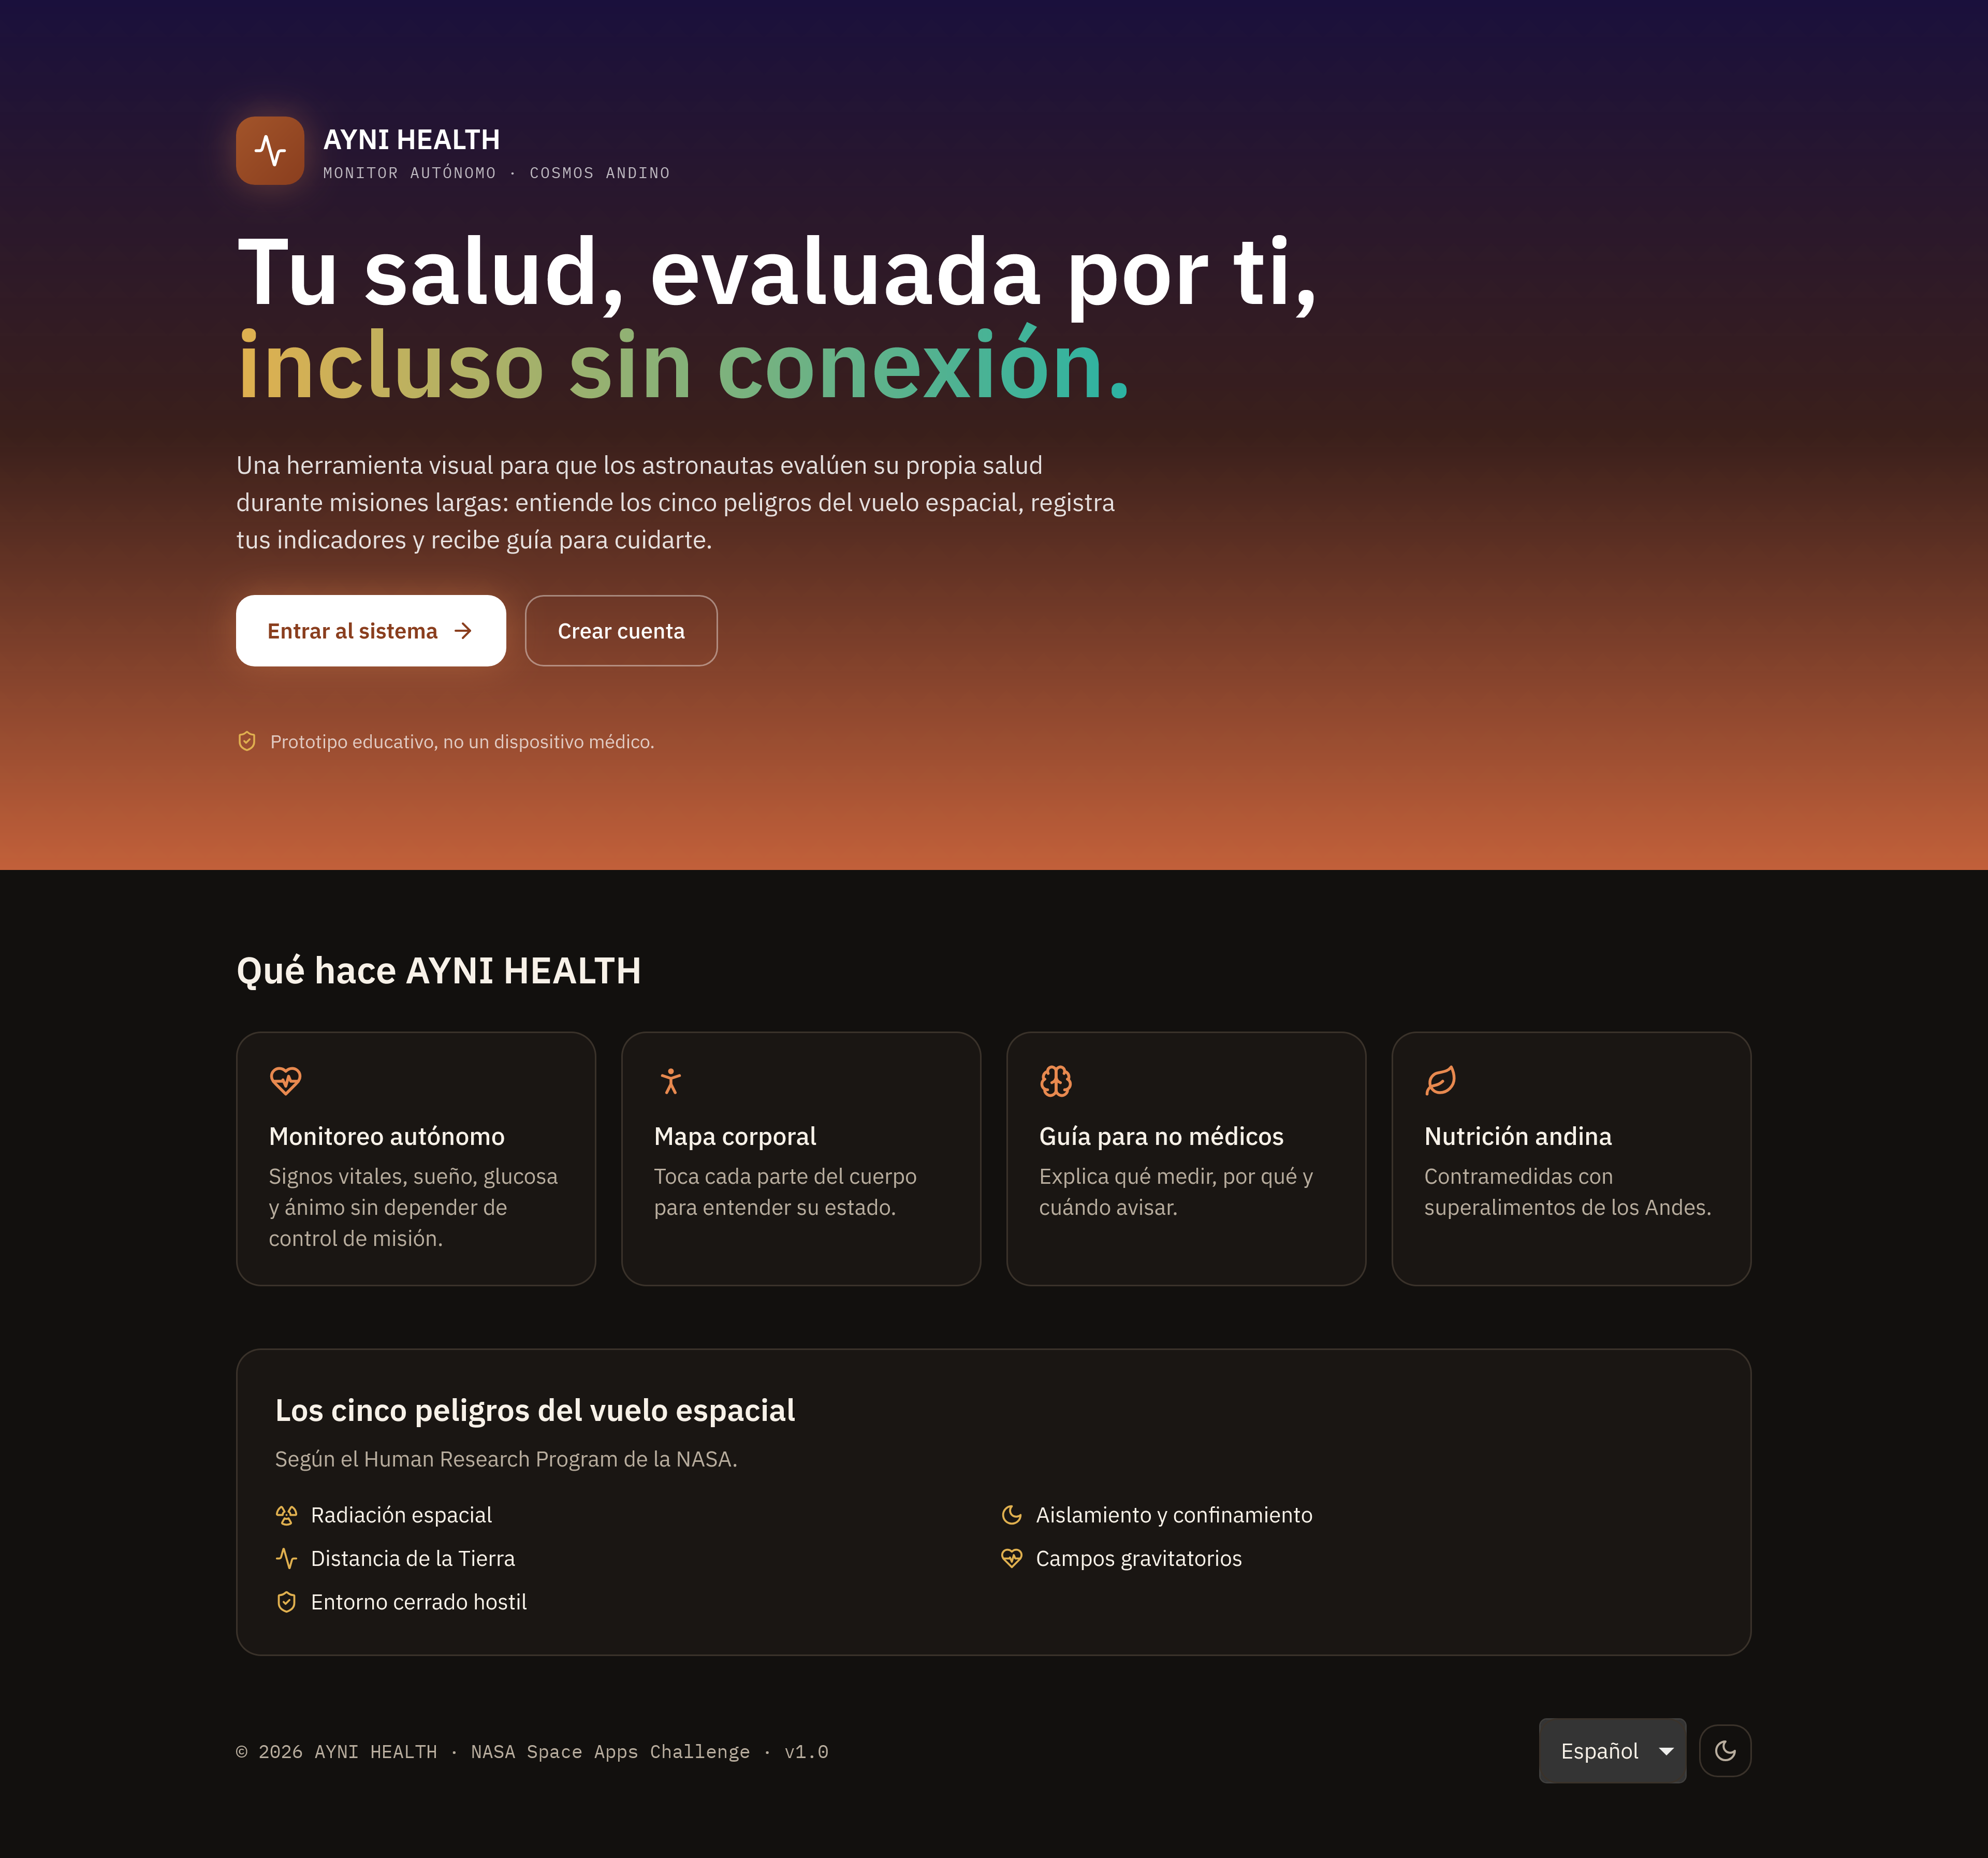 AYNI HEALTH
MONITOR AUTÓNOMO · COSMOS ANDINO
Tu salud, evaluada por ti,
incluso sin conexión.
Una herramienta visual para que los astronautas evalúen su propia salud
durante misiones largas: entiende los cinco peligros del vuelo espacial, registra
tus indicadores y recibe guía para cuidarte.
Entrar al sistema
Crear cuenta
Prototipo educativo, no un dispositivo médico.
Qué hace AYNI HEALTH
Monitoreo autónomo
Signos vitales, sueño, glucosa
y ánimo sin depender de
control de misión.
Mapa corporal
Toca cada parte del cuerpo
para entender su estado.
Guía para no médicos
Explica qué medir, por qué y
cuándo avisar.
Nutrición andina
Contramedidas con
superalimentos de los Andes.
Los cinco peligros del vuelo espacial
Según el Human Research Program de la NASA.
Radiación espacial
Aislamiento y confinamiento
Distancia de la Tierra
Campos gravitatorios
Entorno cerrado hostil
© 2026 AYNI HEALTH · NASA Space Apps Challenge · v1.0
Español